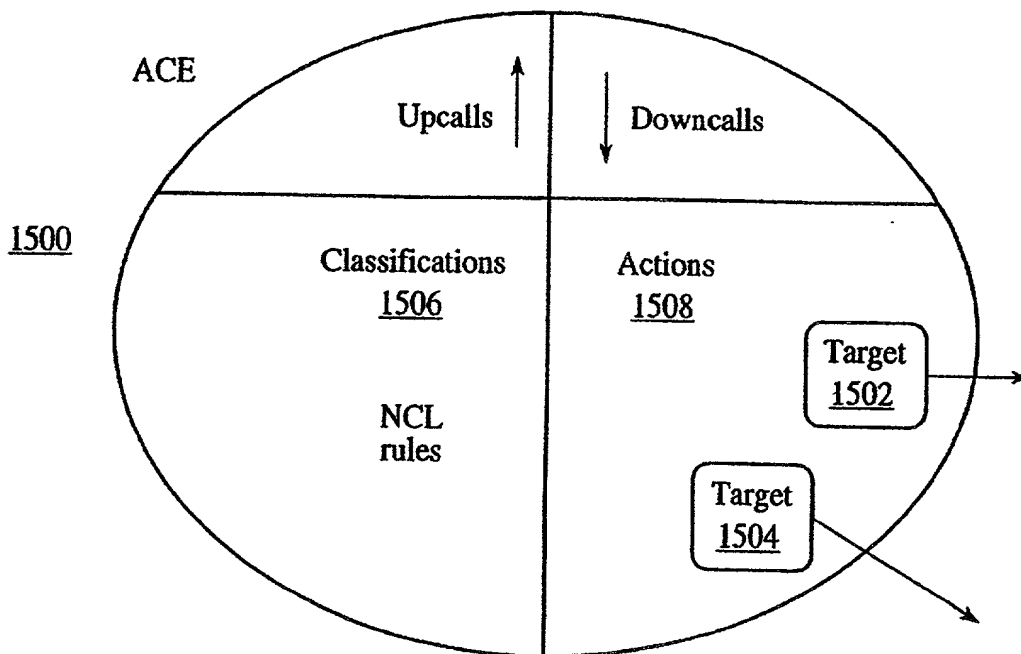 ACE
Upcalls
Downcalls
1500
Classifications
1506
Actions
1508
Target
1502
NCL
rules
Target
1504